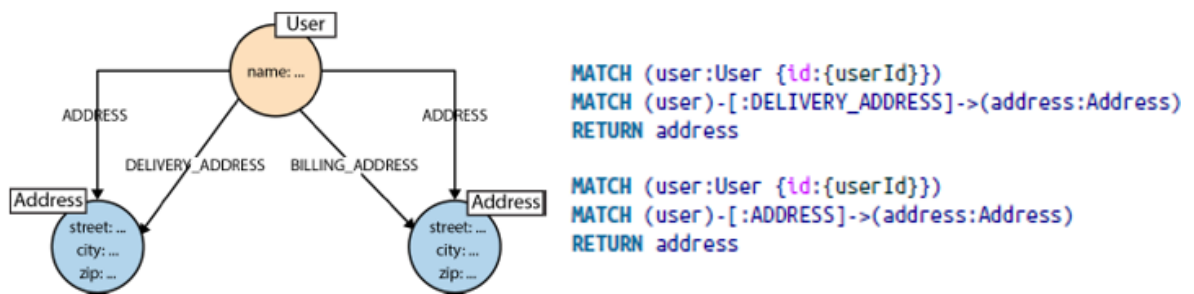 User
name: ...
ADDRESS
ADDRESS
DELIVERY_ADDRESS
BILLING_ADDRESS
Address
street: ...
city: ...
zip: ...
Address
street: ...
city: ...
zip: ...
MATCH (user:User {id:{userId}})
MATCH (user)-[:DELIVERY_ADDRESS]->(address:Address)
RETURN address
MATCH (user:User {id:{userId}})
MATCH (user)-[:ADDRESS]->(address:Address)
RETURN address